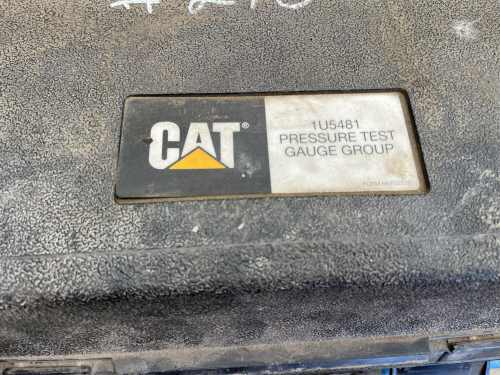 CAT®
1U5481
PRESSURE TEST
GAUGE GROUP